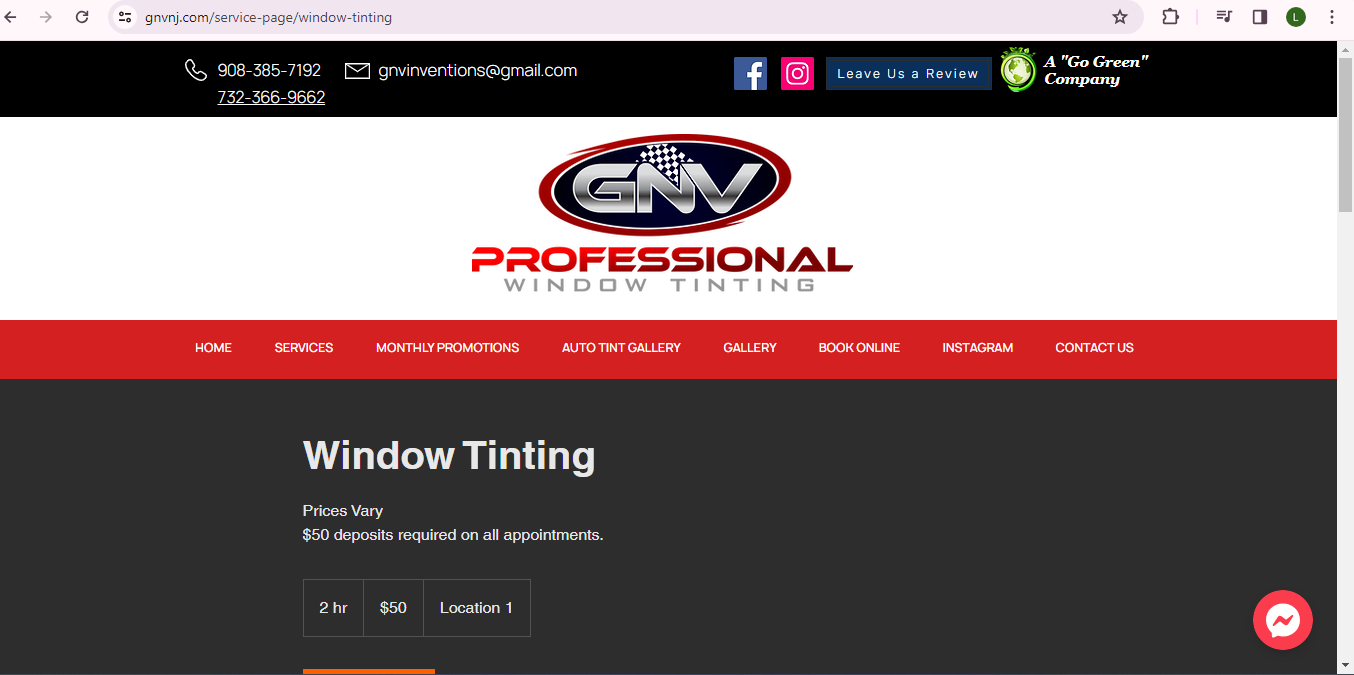 gnvnj.com/service-page/window-tinting
L
908-385-7192 gnvinventions@gmail.com
732-366-9662
Leave Us a Review
A "Go Green"
Company
GNV
PROFESSIONAL
WINDOW TINTING
HOME SERVICES MONTHLY PROMOTIONS AUTO TINT GALLERY GALLERY BOOK ONLINE INSTAGRAM CONTACT US
Window Tinting
Prices Vary
$50 deposits required on all appointments.
2 hr $50 Location 1